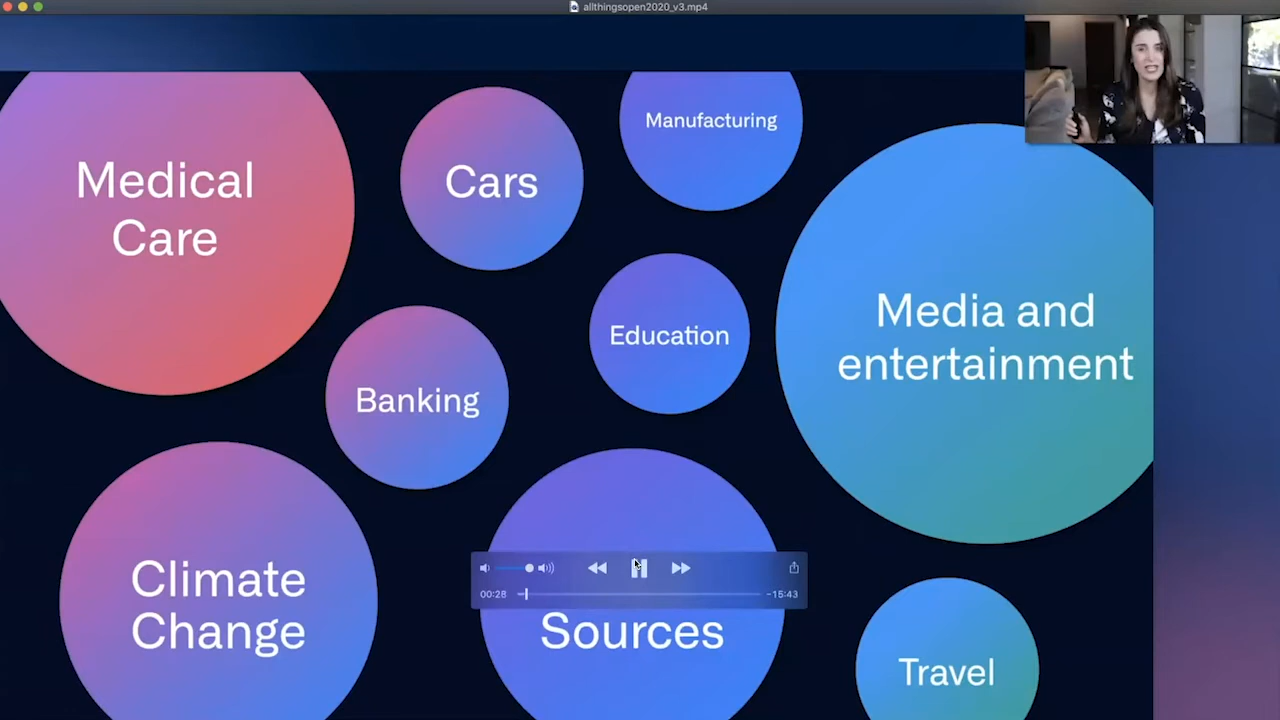 allthingsopen2020_v3.mp4
Medical
Care
Cars
Manufacturing
Media and
entertainment
Education
Banking
Climate
Change
00:28
-15:43
Sources
Travel